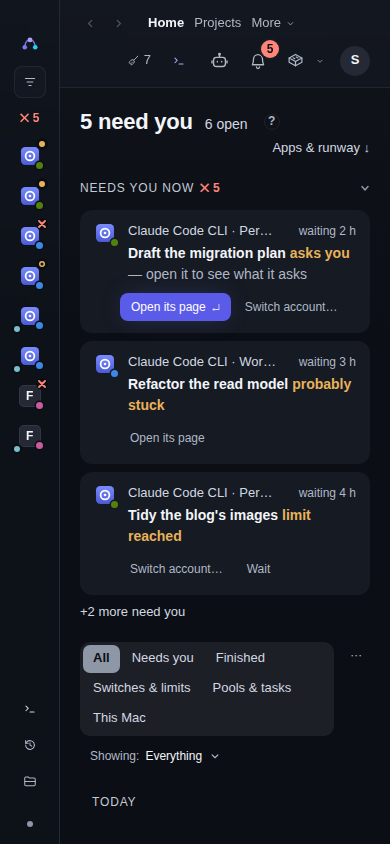 Home Projects More
7
5
S
5
5 need you 6 open ?
Apps & runway ↓
NEEDS YOU NOW 5
Claude Code CLI · Per… waiting 2 h
Draft the migration plan asks you
— open it to see what it asks
Open its page Switch account…
Claude Code CLI · Wor… waiting 3 h
Refactor the read model probably
stuck
Open its page
F
F
Claude Code CLI · Per… waiting 4 h
Tidy the blog's images limit
reached
Switch account… Wait
+2 more need you
All Needs you Finished
Switches & limits Pools & tasks
This Mac
Showing: Everything
TODAY